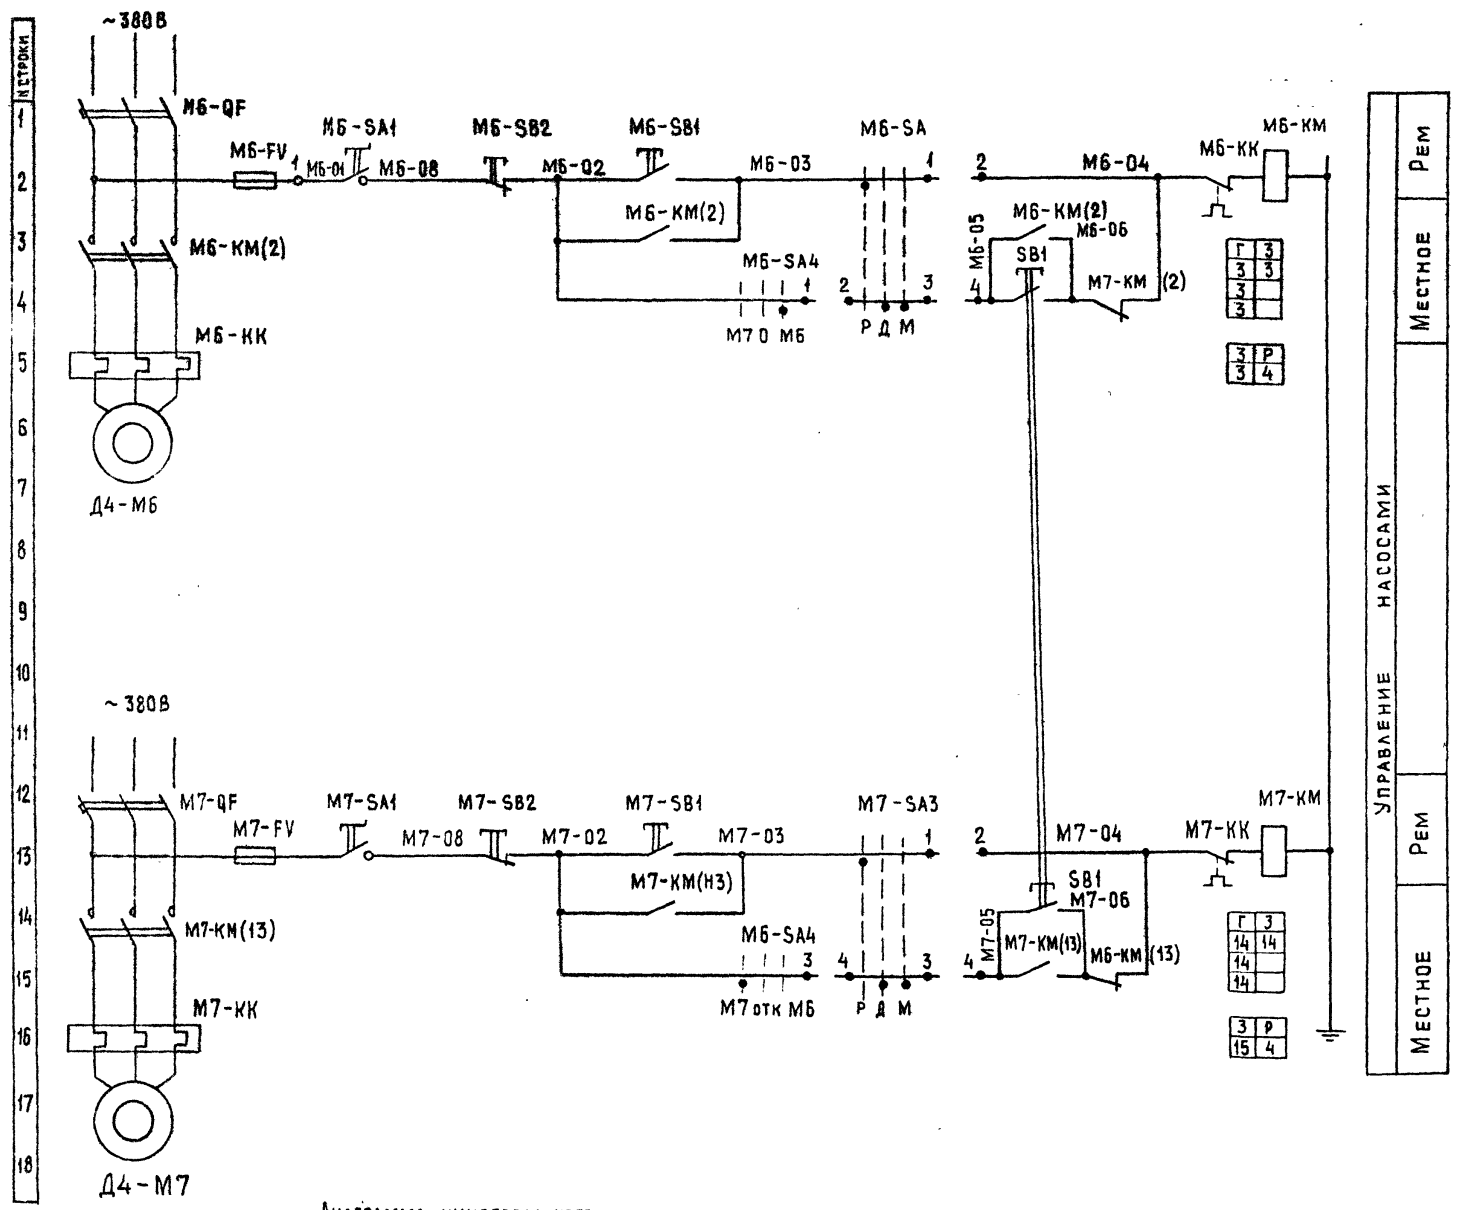 N СТРОКИ
~380В
1
М6-QF
М6-SA1
М6-SB2
М6-SB1
М6-SA
М6-КМ
М6-FV
1
М6-01
М6-08
М6-02
М6-03
1
2
М6-04
М6-КК
2
М6-КМ(2)
М6-05
М6-КМ(2)
М6-06
3
М6-КМ(2)
М6-SA4
SB1
Г 3
3 3
3
3
1
2
3
4
М7-КМ (2)
4
М7 0 М6
Р Д М
М6-КК
3 Р
3 4
5
6
7
Д4-М6
8
9
10
~380В
11
12
М7-QF
М7-SA1
М7-SB2
М7-SB1
М7-SA3
М7-КМ
М7-FV
М7-08
М7-02
М7-03
1
2
М7-04
М7-КК
13
М7-КМ(Н3)
SB1
М7-06
14
М7-КМ(13)
М6-SA4
М7-05
М7-КМ(13)
М6-КМ (13)
Г 3
14 14
14
14
3
4
3
4
15
М7 ОТК М6
Р Д М
М7-КК
3 Р
15 4
16
17
18
Д4-М7
УПРАВЛЕНИЕ НАСОСАМИ
РЕМ
МЕСТНОЕ
РЕМ
МЕСТНОЕ